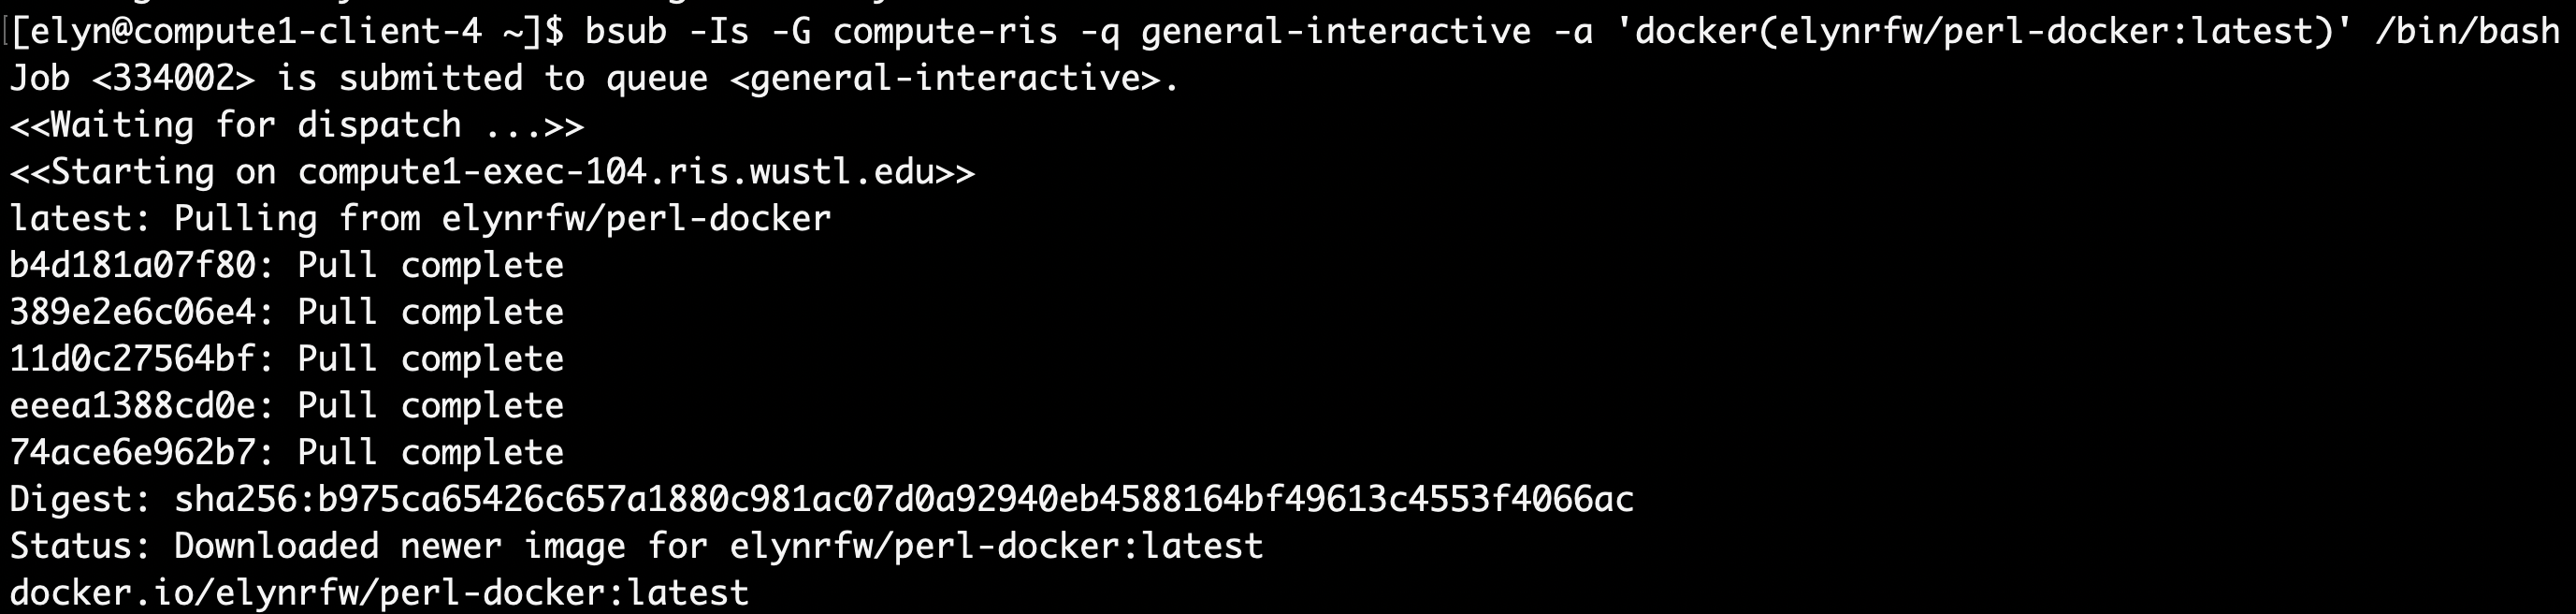 [elyn@compute1-client-4 ~]$ bsub -Is -G compute-ris -q general-interactive -a 'docker(elynrfw/perl-docker:latest)' /bin/bash
Job <334002> is submitted to queue <general-interactive>.
<<Waiting for dispatch ...>>
<<Starting on compute1-exec-104.ris.wustl.edu>>
latest: Pulling from elynrfw/perl-docker
b4d181a07f80: Pull complete
389e2e6c06e4: Pull complete
11d0c27564bf: Pull complete
eeea1388cd0e: Pull complete
74ace6e962b7: Pull complete
Digest: sha256:b975ca65426c657a1880c981ac07d0a92940eb4588164bf49613c4553f4066ac
Status: Downloaded newer image for elynrfw/perl-docker:latest
docker.io/elynrfw/perl-docker:latest